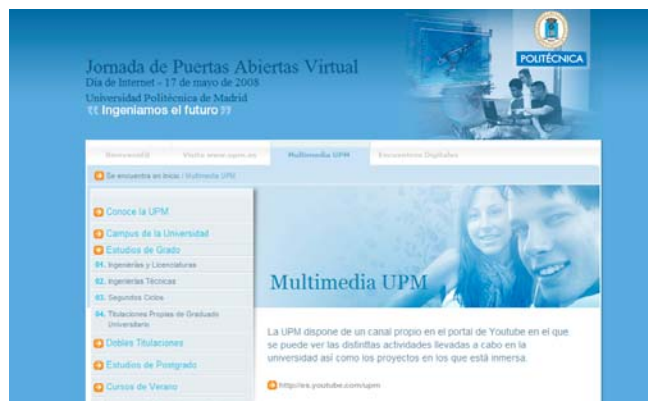 POLITÉCNICA
Jornada de Puertas Abiertas Virtual
Día de Internet - 17 de mayo de 2008
Universidad Politécnica de Madrid
Ingeniamos el futuro
Bienvenid@ Visite www.upm.es Multimedia UPM Encuentros Digitales
Se encuentra en Inicio / Multimedia UPM
Conoce la UPM
Campus de la Universidad
Estudios de Grado
01. Ingenierías y Licenciaturas
02. Ingenierías Técnicas
03. Segundos Ciclos
04. Titulaciones Propias de Graduado
Universitario
Dobles Titulaciones
Estudios de Postgrado
Cursos de Verano
Multimedia UPM
La UPM dispone de un canal propio en el portal de Youtube en el que
se puede ver las distintas actividades llevadas a cabo en la
universidad así como los proyectos en los que está inmersa.
http://es.youtube.com/upm